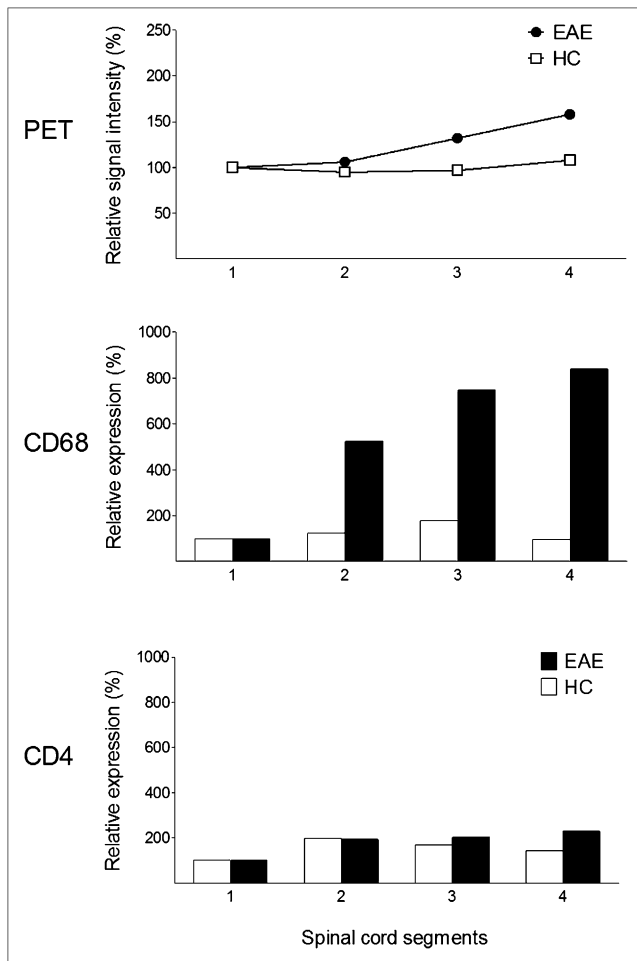 PET
Relative signal intensity (%)
250
200
150
100
50
EAE
HC
1 2 3 4
CD68
Relative expression (%)
1000
800
600
400
200
1 2 3 4
CD4
Relative expression (%)
1000
800
600
400
200
EAE
HC
1 2 3 4
Spinal cord segments